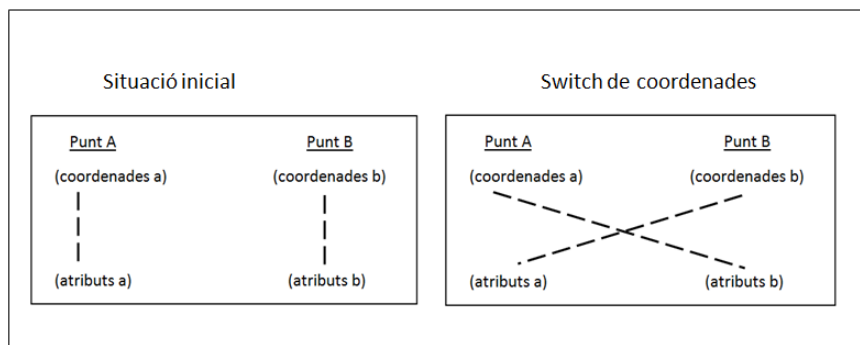 Situació inicial
Switch de coordenades
Punt A
Punt B
(coordenades a)
(coordenades b)
(atributs a)
(atributs b)
Punt A
Punt B
(coordenades a)
(coordenades b)
(atributs a)
(atributs b)